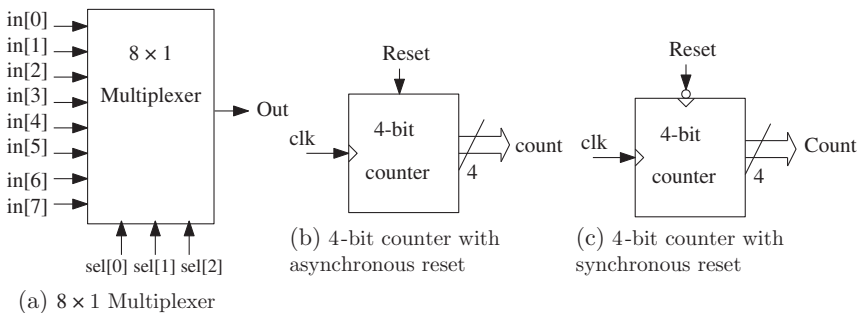 in[0]
in[1]
in[2]
in[3]
in[4]
in[5]
in[6]
in[7]
8 × 1
Multiplexer
Out
sel[0] sel[1] sel[2]
(a) 8 × 1 Multiplexer
Reset
clk
4-bit
counter
4
count
(b) 4-bit counter with
asynchronous reset
Reset
clk
4-bit
counter
4
Count
(c) 4-bit counter with
synchronous reset